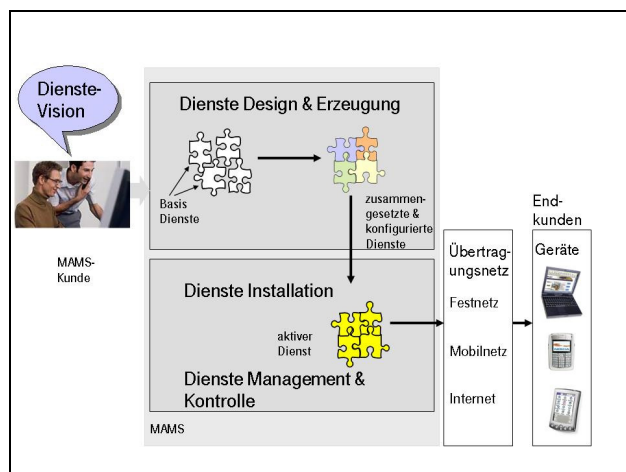 Dienste-
Vision
MAMS-
Kunde
Dienste Design & Erzeugung
Basis
Dienste
zusammen-
gesetzte &
konfigurierte
Dienste
Dienste Installation
aktiver
Dienst
Dienste Management &
Kontrolle
MAMS
Übertrag-
ungsnetz
Festnetz
Mobilnetz
Internet
End-
kunden
Geräte